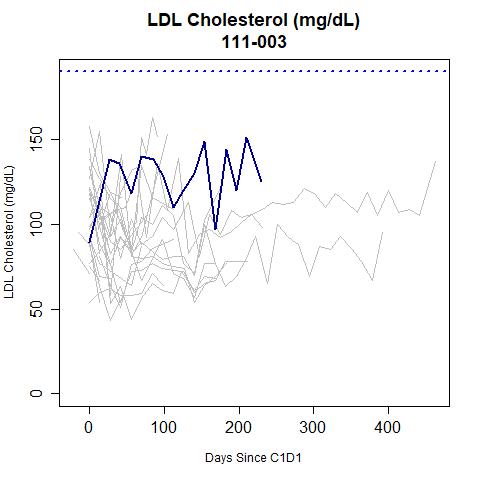 LDL Cholesterol (mg/dL)
111-003
LDL Cholesterol (mg/dL)
150
100
50
0
0 100 200 300 400
Days Since C1D1